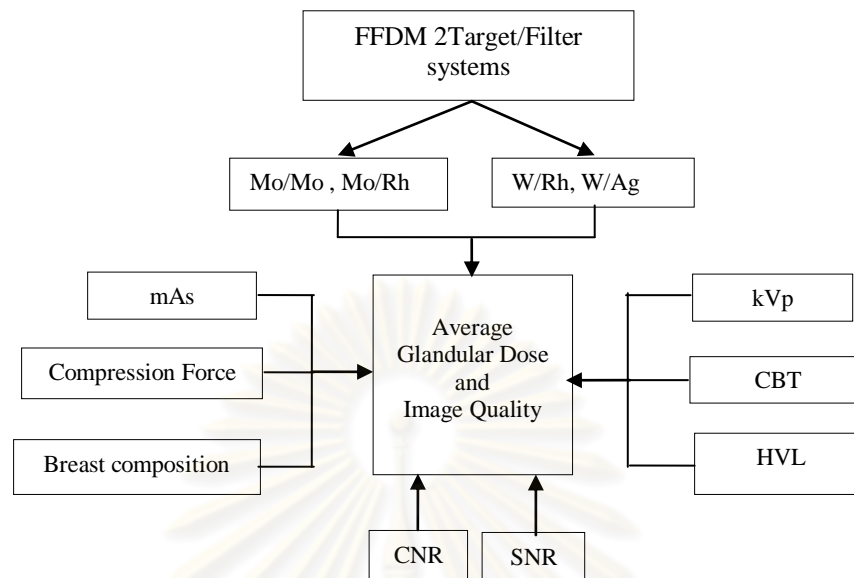 FFDM 2Target/Filter
systems
Mo/Mo , Mo/Rh
W/Rh, W/Ag
mAs
Compression Force
Breast composition
Average
Glandular Dose
and
Image Quality
kVp
CBT
HVL
CNR
SNR